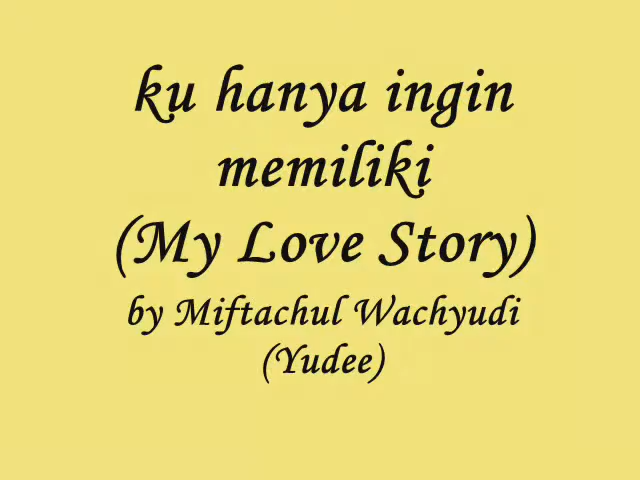 ku hanya ingin
memiliki
(My Love Story)
by Miftachul Wachyudi
(Yudee)